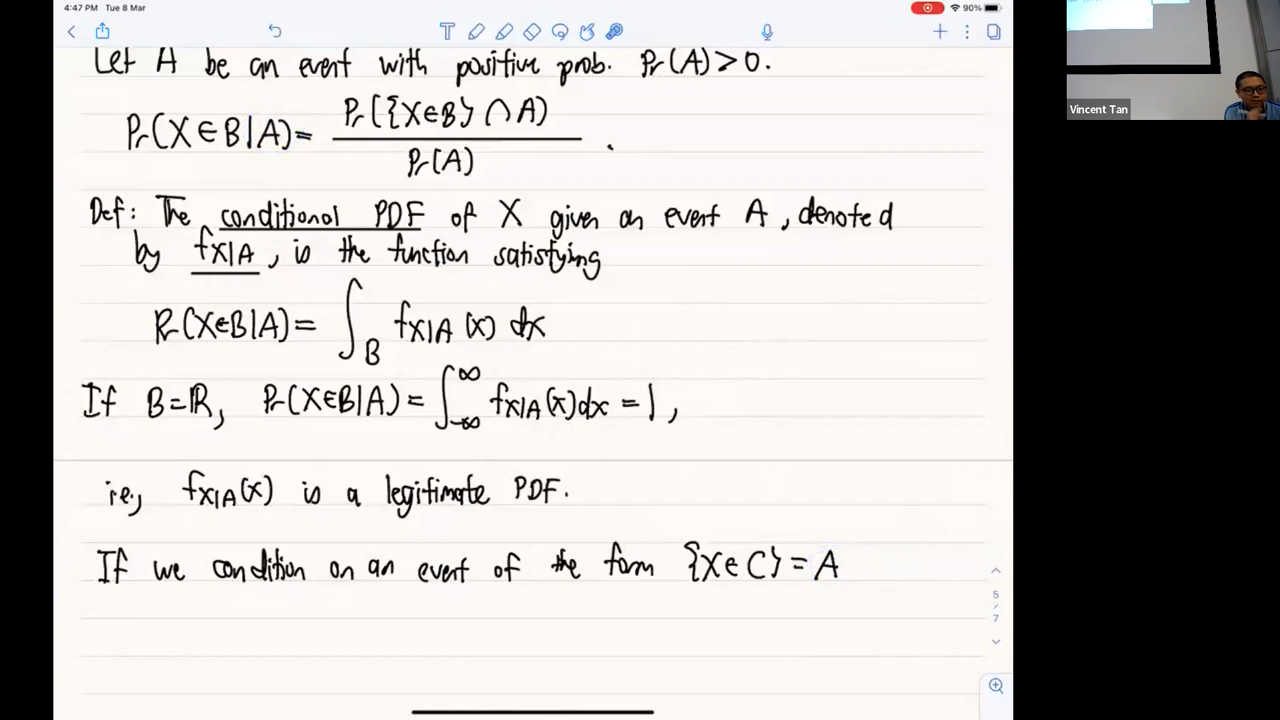 4:47 PM Tue 8 Mar
90%
Let A be an event with positive prob. Pr(A) > 0.
Pr(X ∈ B | A) = Pr({X ∈ B} ∩ A) / Pr(A) .
Def: The conditional PDF of X given an event A, denoted
by fX|A, is the function satisfying
Pr(X ∈ B | A) = ∫_B fX|A (x) dx
If B = ℝ, Pr(X ∈ B | A) = ∫_{-∞}^{∞} fX|A (x) dx = 1,
i.e., fX|A(x) is a legitimate PDF.
If we condition on an event of the form {X ∈ C} = A
5
/
7
Vincent Tan